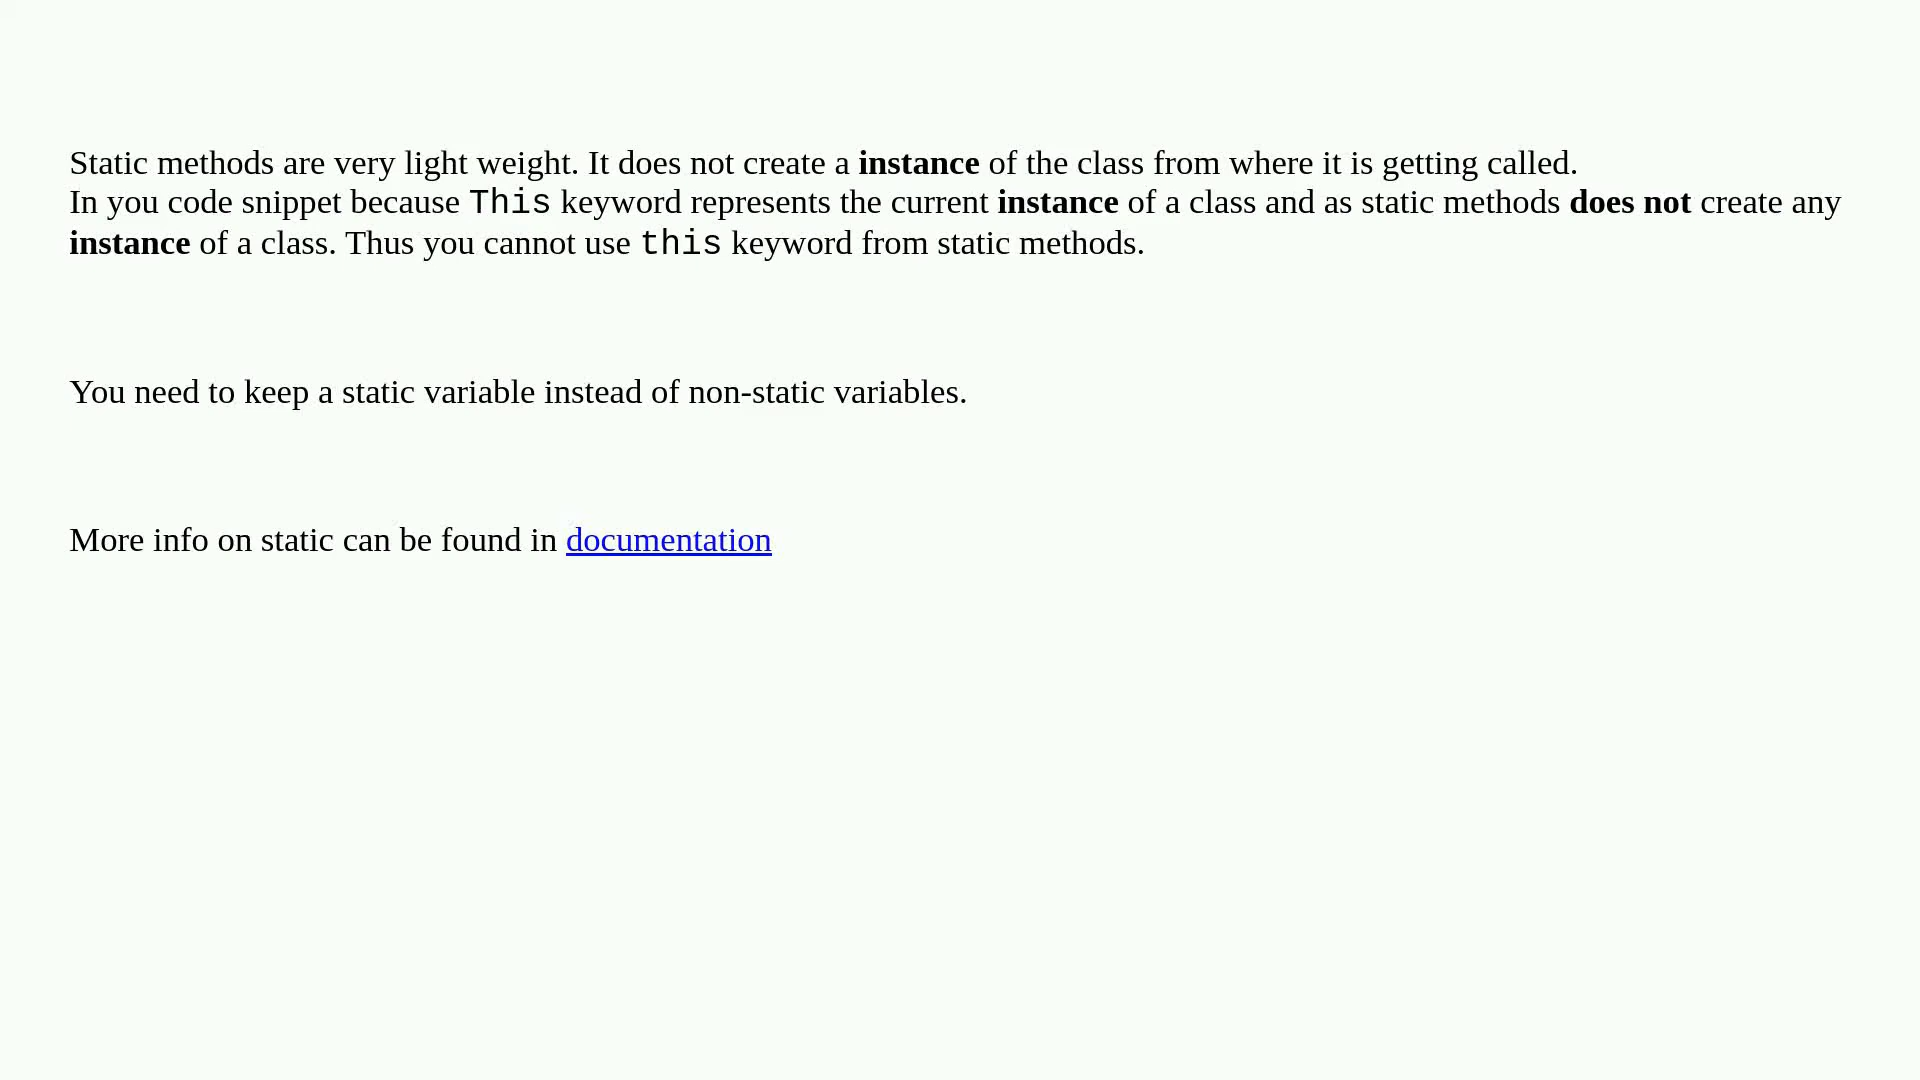 Static methods are very light weight. It does not create a instance of the class from where it is getting called.
In you code snippet because This keyword represents the current instance of a class and as static methods does not create any
instance of a class. Thus you cannot use this keyword from static methods.
You need to keep a static variable instead of non-static variables.
More info on static can be found in documentation